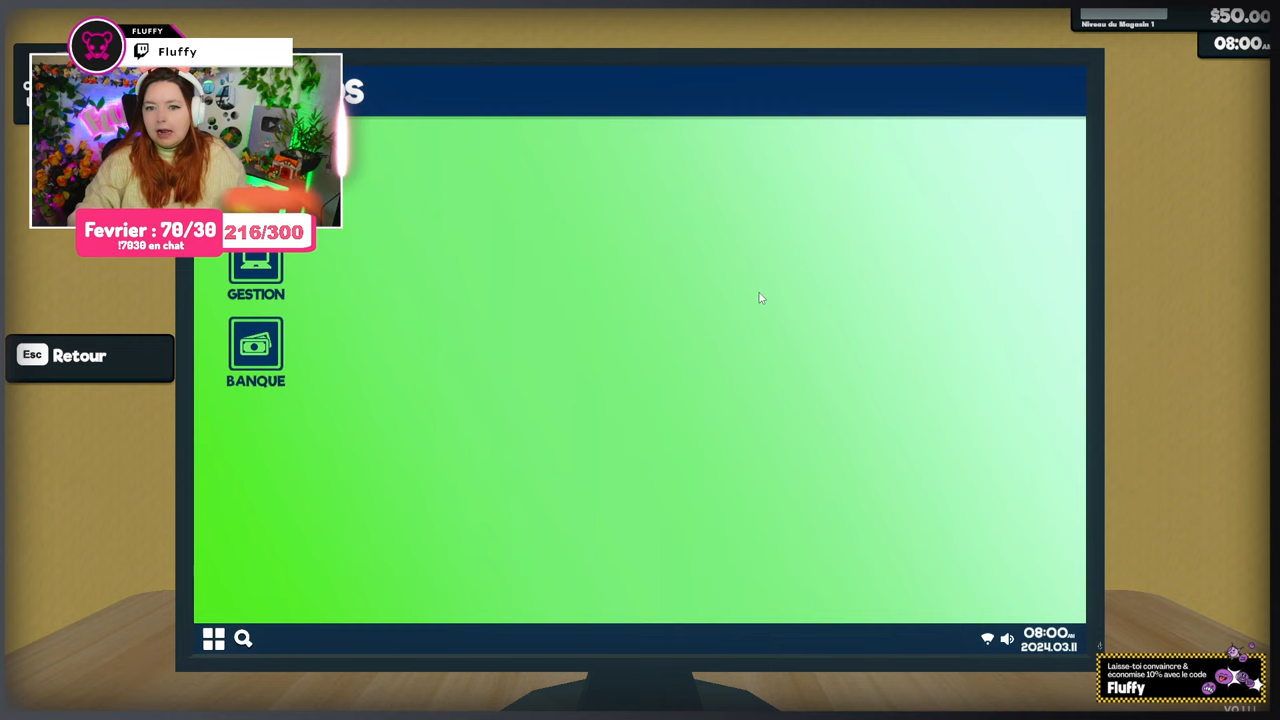 FLUFFY
Fluffy
Fevrier : 70/30
!7030 en chat
216/300
GESTION
BANQUE
Esc Retour
Niveau du Magasin 1
$50.00
08:00
08:00AM
2024.03.11
Laisse-toi convaincre &
économise 10% avec le code
Fluffy